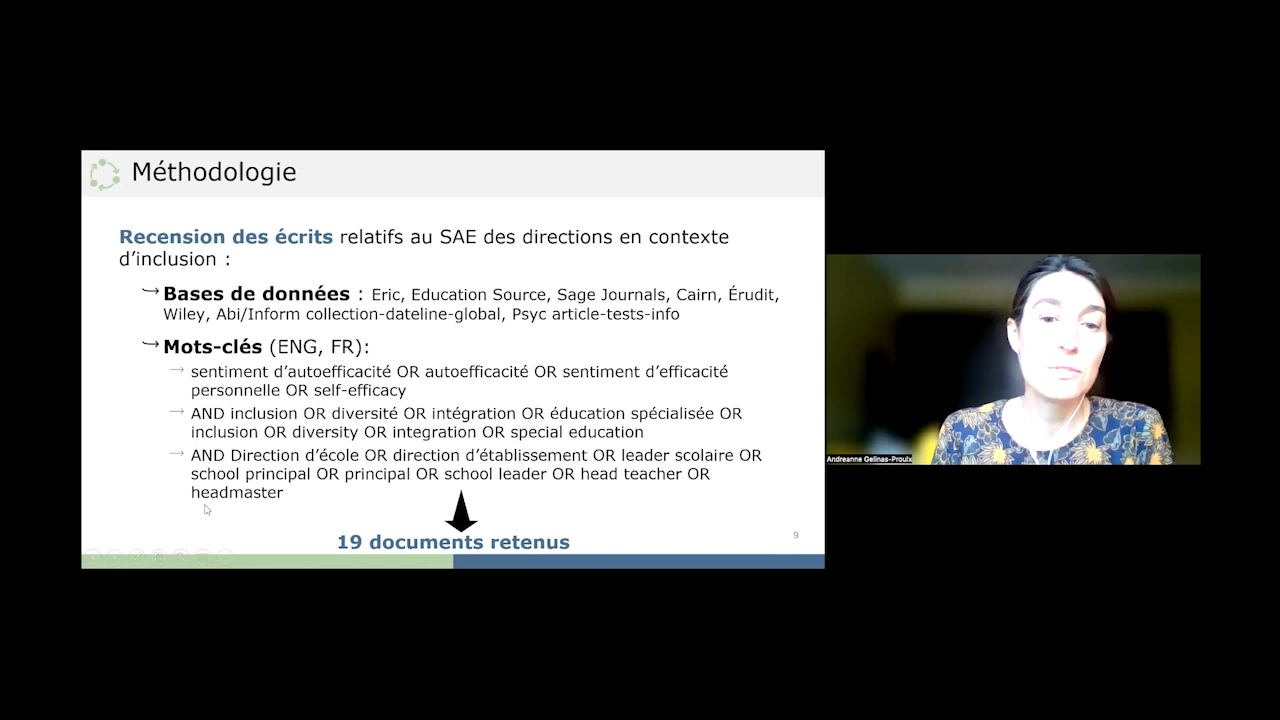 Méthodologie
Recension des écrits relatifs au SAE des directions en contexte
d’inclusion :
Bases de données : Eric, Education Source, Sage Journals, Cairn, Érudit,
Wiley, Abi/Inform collection-dateline-global, Psyc article-tests-info
Mots-clés (ENG, FR):
→ sentiment d’autoefficacité OR autoefficacité OR sentiment d’efficacité
personnelle OR self-efficacy
→ AND inclusion OR diversité OR intégration OR éducation spécialisée OR
inclusion OR diversity OR integration OR special education
→ AND Direction d’école OR direction d’établissement OR leader scolaire OR
school principal OR principal OR school leader OR head teacher OR
headmaster
19 documents retenus
9
Andreanne Gelinas-Proulx